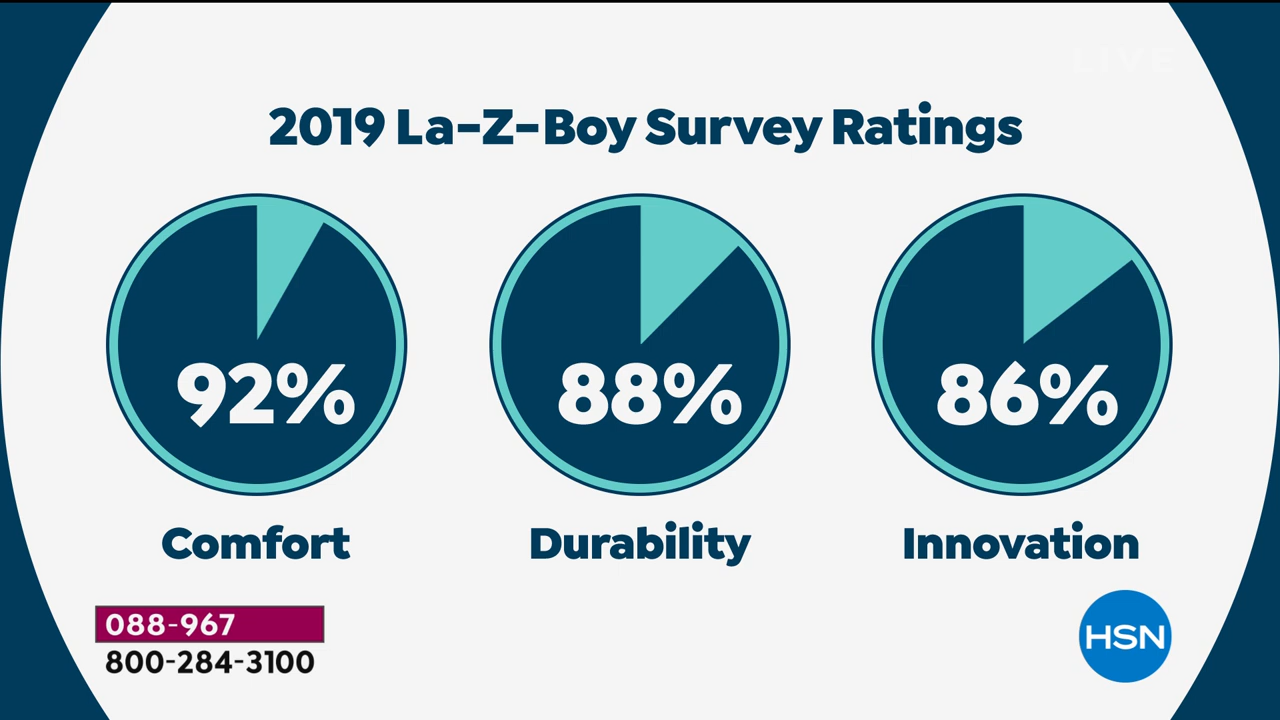 LIVE
2019 La-Z-Boy Survey Ratings
92%
88%
86%
Comfort
Durability
Innovation
088-967
800-284-3100
HSN